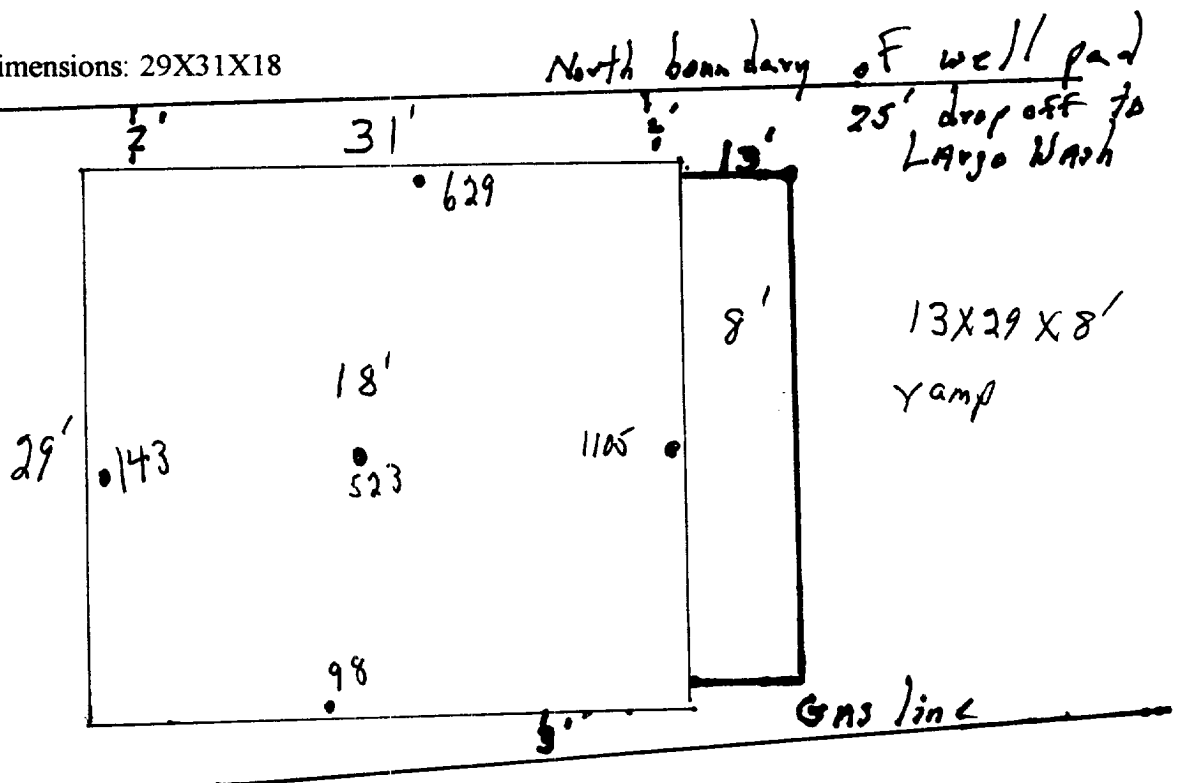 imensions: 29X31X18
North boundary of well pad
25' drop off to
Largo Wash
7'
31'
2'
13'
629
8'
13X29X8'
ramp
18'
29'
143
523
1105
98
Gas line